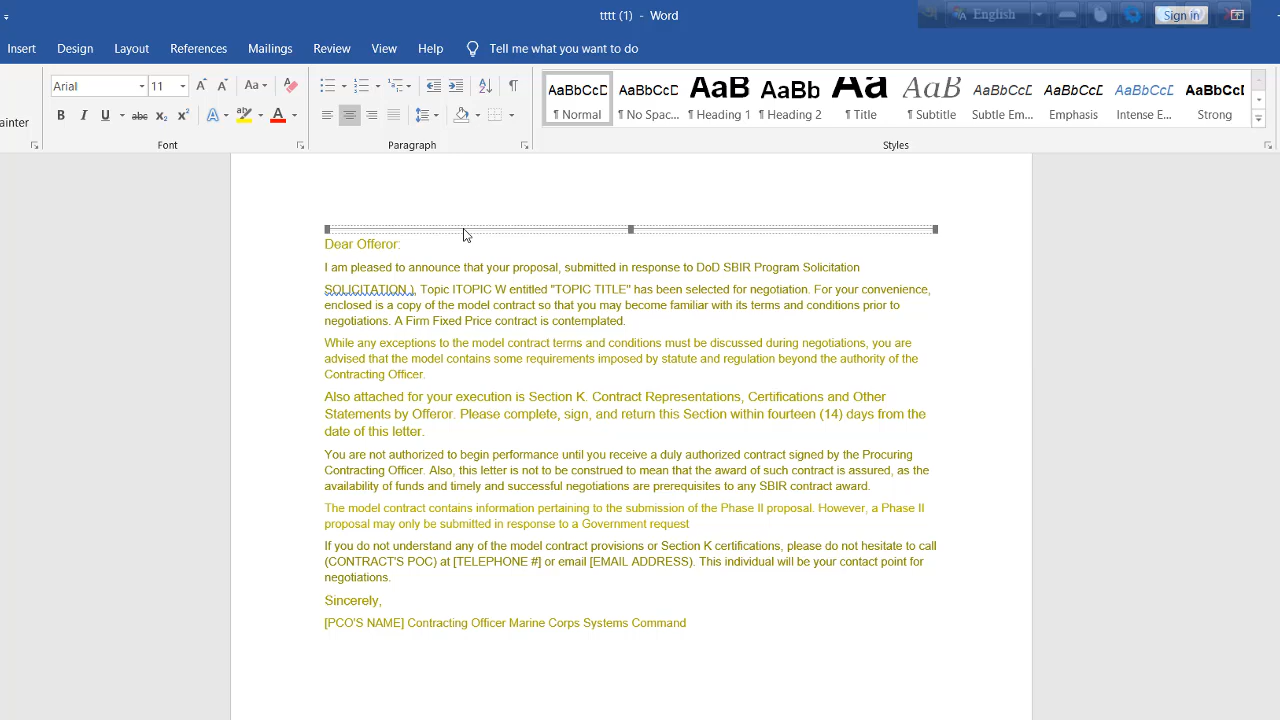 tttt (1) - Word
English
Sign in
Insert Design Layout References Mailings Review View Help Tell me what you want to do
Arial 11 Aa
ainter
B I U abc x₂ x² A A
AaBbCcD AaBbCcD AaBbC AaBb Aa AaB AaBbCcD AaBbCcD AaBbCcD AaBbCcD
¶ Normal ¶ No Spac... ¶ Heading 1 ¶ Heading 2 ¶ Title ¶ Subtitle Subtle Em... Emphasis Intense E... Strong
Font Paragraph Styles
Dear Offeror:
I am pleased to announce that your proposal, submitted in response to DoD SBIR Program Solicitation
SOLICITATION ), Topic ITOPIC W entitled "TOPIC TITLE" has been selected for negotiation. For your convenience,
enclosed is a copy of the model contract so that you may become familiar with its terms and conditions prior to
negotiations. A Firm Fixed Price contract is contemplated.
While any exceptions to the model contract terms and conditions must be discussed during negotiations, you are
advised that the model contains some requirements imposed by statute and regulation beyond the authority of the
Contracting Officer.
Also attached for your execution is Section K. Contract Representations, Certifications and Other
Statements by Offeror. Please complete, sign, and return this Section within fourteen (14) days from the
date of this letter.
You are not authorized to begin performance until you receive a duly authorized contract signed by the Procuring
Contracting Officer. Also, this letter is not to be construed to mean that the award of such contract is assured, as the
availability of funds and timely and successful negotiations are prerequisites to any SBIR contract award.
The model contract contains information pertaining to the submission of the Phase II proposal. However, a Phase II
proposal may only be submitted in response to a Government request
If you do not understand any of the model contract provisions or Section K certifications, please do not hesitate to call
(CONTRACT'S POC) at [TELEPHONE #] or email [EMAIL ADDRESS). This individual will be your contact point for
negotiations.
Sincerely,
[PCO'S NAME] Contracting Officer Marine Corps Systems Command